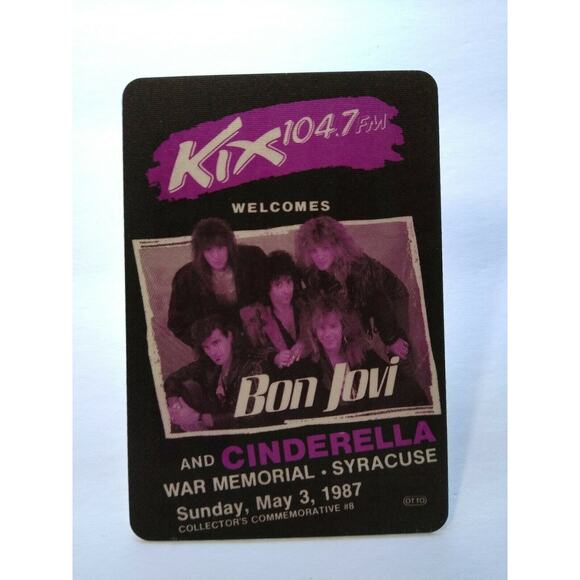 KiX 104.7 FM
WELCOMES
Bon Jovi
AND CINDERELLA
WAR MEMORIAL · SYRACUSE
Sunday, May 3, 1987
COLLECTOR'S COMMEMORATIVE #8
OTTO